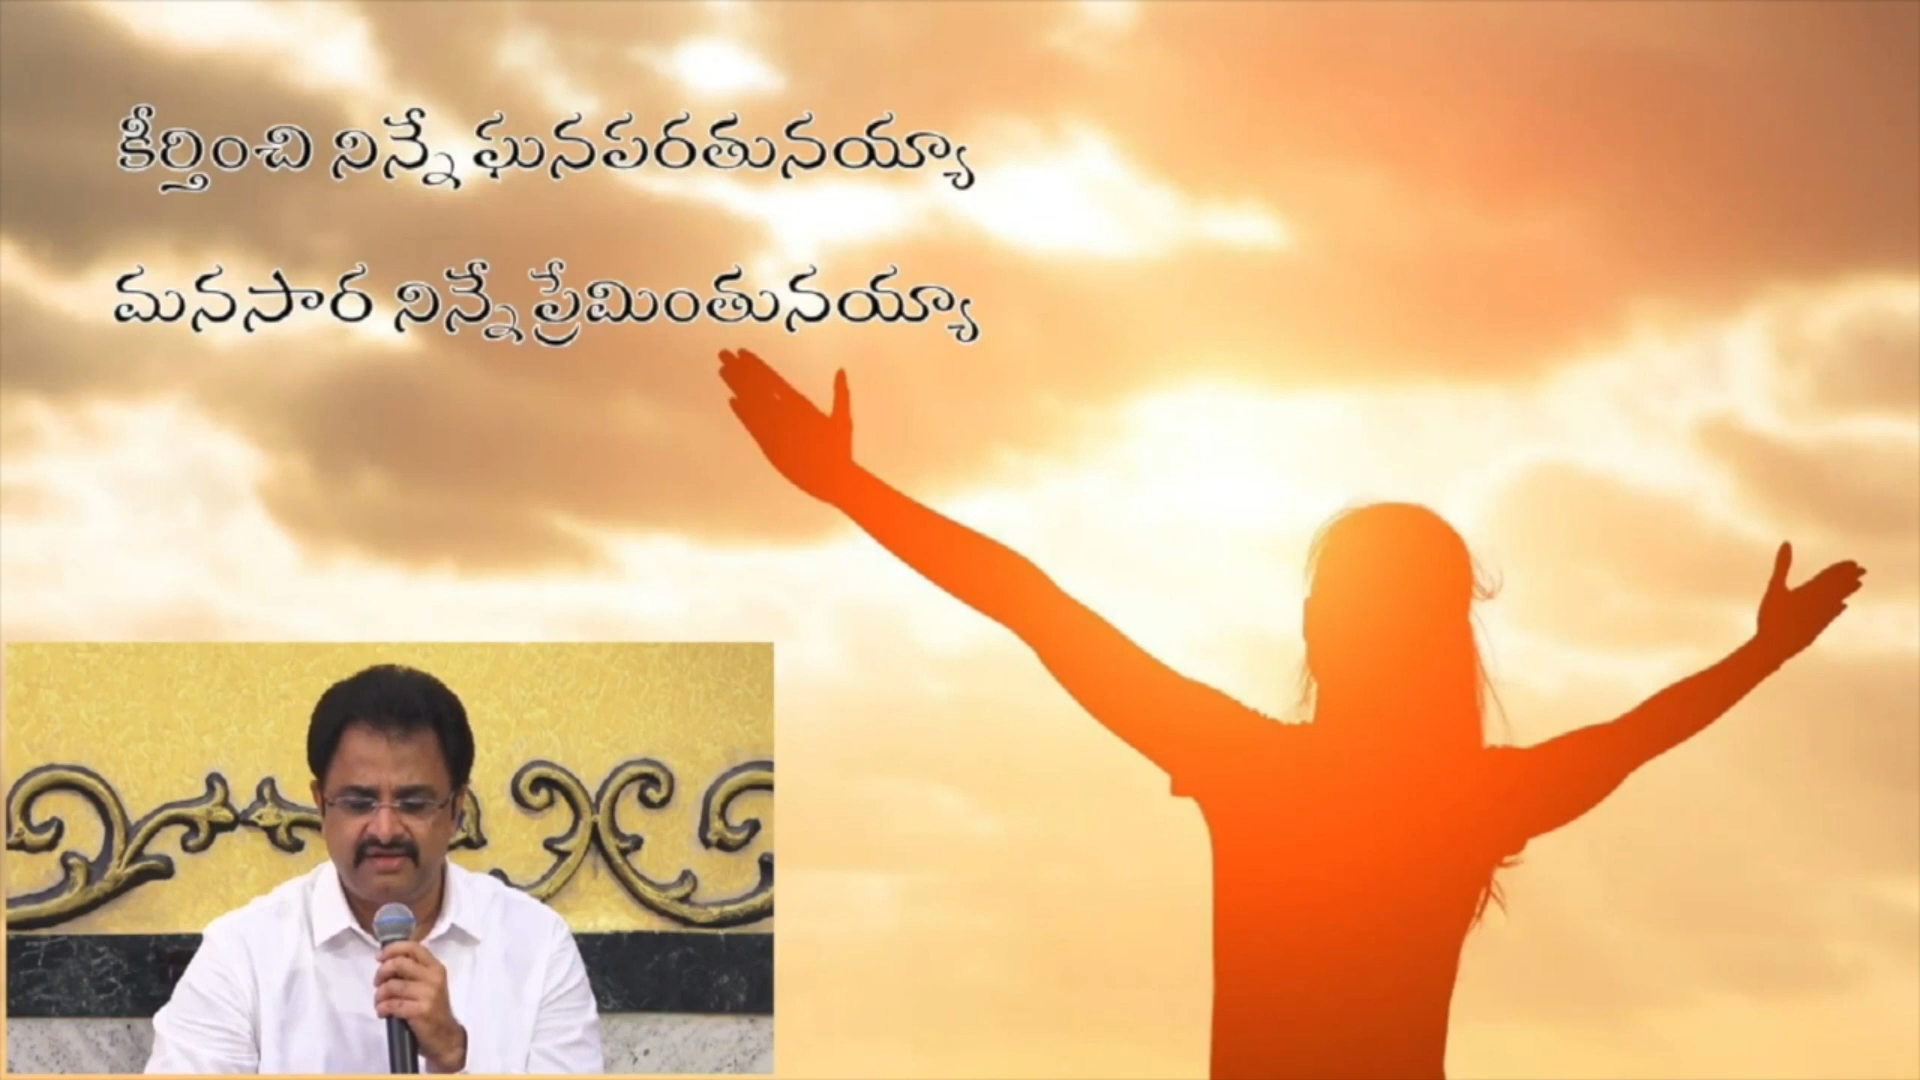 కీర్తించి నిన్నే ఘనపరతునయ్యా
మనసార నిన్నే ప్రేమింతునయ్యా